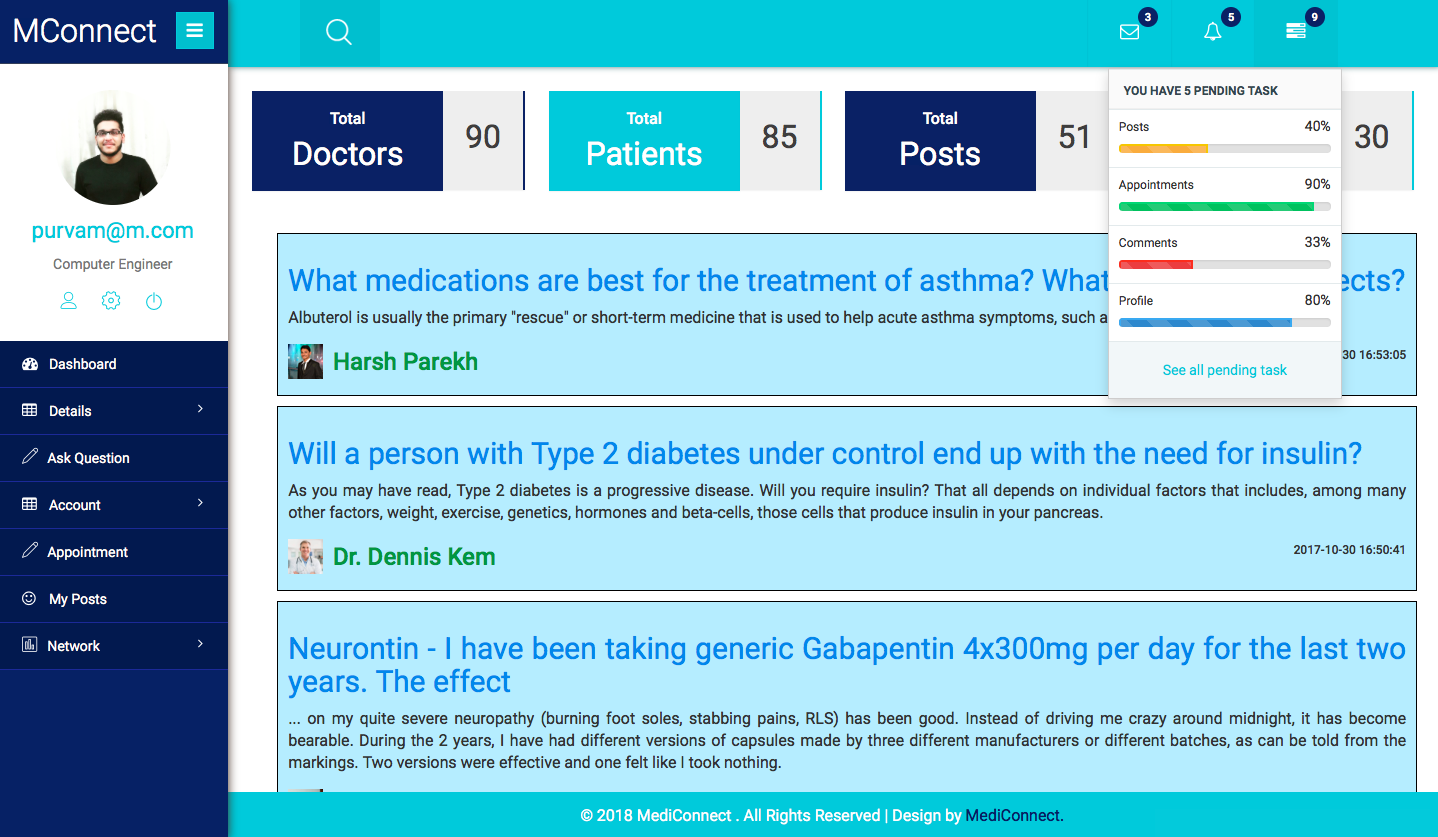 MConnect
3
5
9
purvam@m.com
Computer Engineer
Dashboard
Details
Ask Question
Account
Appointment
My Posts
Network
Total
Doctors
90
Total
Patients
85
Total
Posts
51
30
YOU HAVE 5 PENDING TASK
Posts 40%
Appointments 90%
Comments 33%
Profile 80%
See all pending task
What medications are best for the treatment of asthma? What ects?
Albuterol is usually the primary "rescue" or short-term medicine that is used to help acute asthma symptoms, such a
Harsh Parekh
30 16:53:05
Will a person with Type 2 diabetes under control end up with the need for insulin?
As you may have read, Type 2 diabetes is a progressive disease. Will you require insulin? That all depends on individual factors that includes, among many
other factors, weight, exercise, genetics, hormones and beta-cells, those cells that produce insulin in your pancreas.
Dr. Dennis Kem
2017-10-30 16:50:41
Neurontin - I have been taking generic Gabapentin 4x300mg per day for the last two
years. The effect
... on my quite severe neuropathy (burning foot soles, stabbing pains, RLS) has been good. Instead of driving me crazy around midnight, it has become
bearable. During the 2 years, I have had different versions of capsules made by three different manufacturers or different batches, as can be told from the
markings. Two versions were effective and one felt like I took nothing.
© 2018 MediConnect . All Rights Reserved | Design by MediConnect.